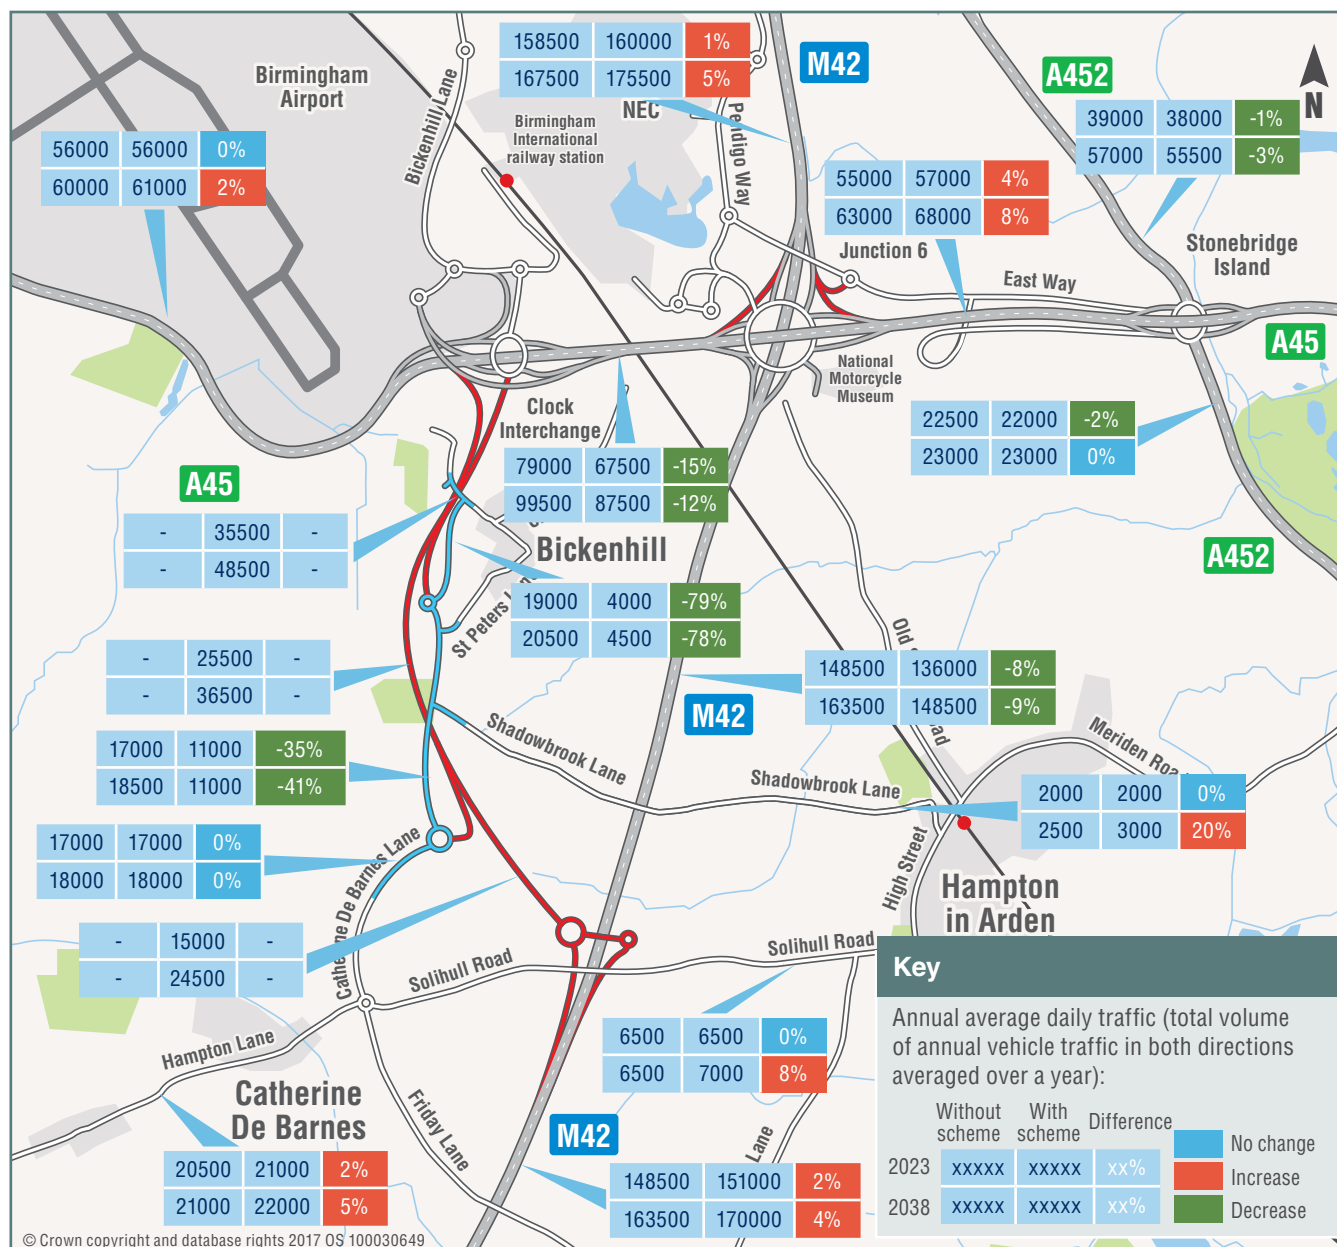 158500 160000 1%
167500 175500 5%
M42
A452
N
Birmingham
Airport
Bickenhill Lane
NEC
Birmingham
International
railway station
Pendigo Way
39000 38000 -1%
57000 55500 -3%
56000 56000 0%
60000 61000 2%
55000 57000 4%
63000 68000 8%
Junction 6
Stonebridge
Island
East Way
A45
National
Motorcycle
Museum
Clock
Interchange
22500 22000 -2%
23000 23000 0%
79000 67500 -15%
99500 87500 -12%
A45
- 35500 -
- 48500 -
Bickenhill
A452
19000 4000 -79%
20500 4500 -78%
St Peters
Old
- 25500 -
- 36500 -
148500 136000 -8%
163500 148500 -9%
M42
17000 11000 -35%
18500 11000 -41%
Shadowbrook Lane
Meriden Road
Shadowbrook Lane
2000 2000 0%
2500 3000 20%
17000 17000 0%
18000 18000 0%
Catherine De Barnes Lane
High Street
Hampton
in Arden
- 15000 -
- 24500 -
Solihull Road
Solihull Road
Key
Annual average daily traffic (total volume
of annual vehicle traffic in both directions
averaged over a year):
Without scheme With scheme Difference
2023 xxxxx xxxxx xx%
2038 xxxxx xxxxx xx%
No change
Increase
Decrease
6500 6500 0%
6500 7000 8%
Hampton Lane
Catherine
De Barnes
Friday Lane
M42
Lane
20500 21000 2%
21000 22000 5%
148500 151000 2%
163500 170000 4%
© Crown copyright and database rights 2017 OS 100030649